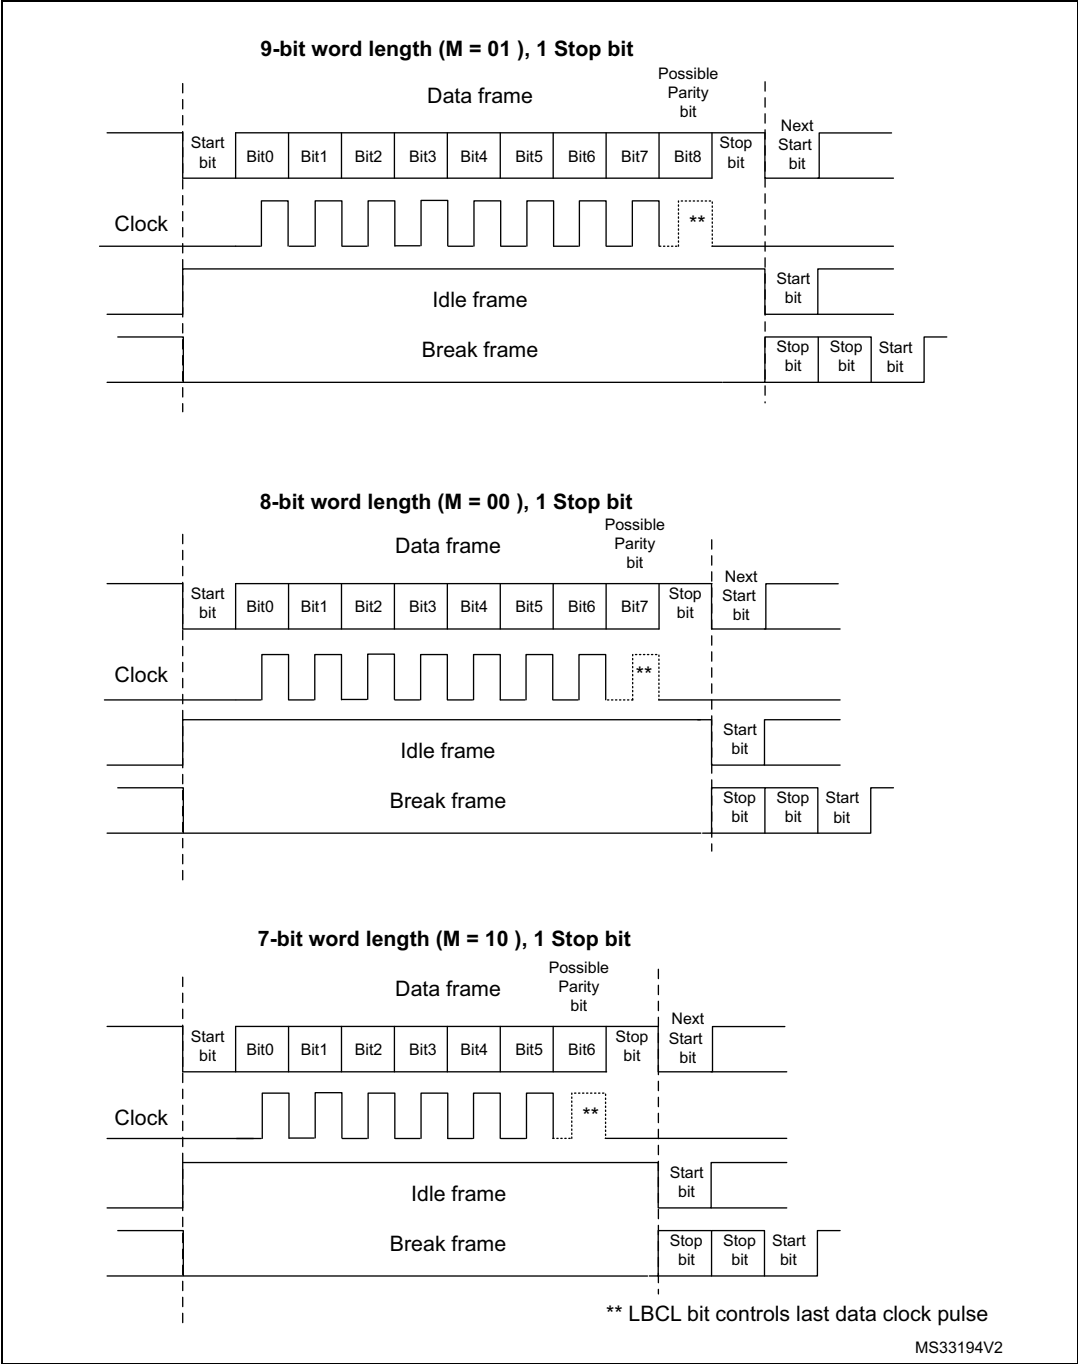 9-bit word length (M = 01 ), 1 Stop bit
Data frame
Possible
Parity
bit
Start
bit
Bit0
Bit1
Bit2
Bit3
Bit4
Bit5
Bit6
Bit7
Bit8
Stop
bit
Next
Start
bit
Clock
**
Idle frame
Start
bit
Break frame
Stop
bit
Stop
bit
Start
bit
8-bit word length (M = 00 ), 1 Stop bit
Data frame
Possible
Parity
bit
Start
bit
Bit0
Bit1
Bit2
Bit3
Bit4
Bit5
Bit6
Bit7
Stop
bit
Next
Start
bit
Clock
**
Idle frame
Start
bit
Break frame
Stop
bit
Stop
bit
Start
bit
7-bit word length (M = 10 ), 1 Stop bit
Data frame
Possible
Parity
bit
Start
bit
Bit0
Bit1
Bit2
Bit3
Bit4
Bit5
Bit6
Stop
bit
Next
Start
bit
Clock
**
Idle frame
Start
bit
Break frame
Stop
bit
Stop
bit
Start
bit
** LBCL bit controls last data clock pulse
MS33194V2